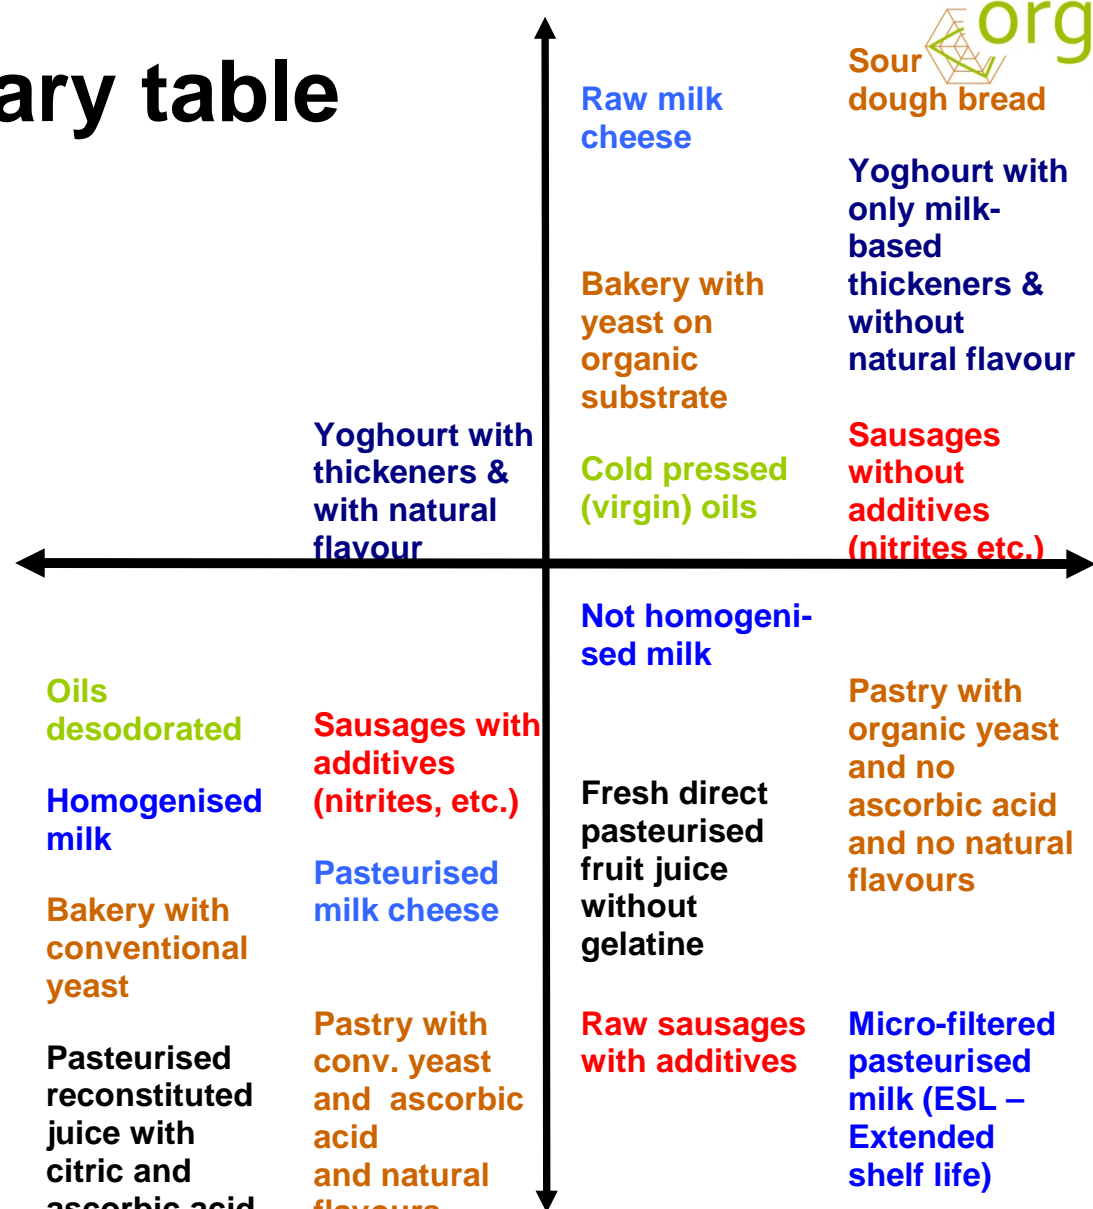 org
ary table
Raw milk
cheese
Sour
dough bread
Yoghourt with
only milk-
based
thickeners &
without
natural flavour
Bakery with
yeast on
organic
substrate
Yoghourt with
thickeners &
with natural
flavour
Cold pressed
(virgin) oils
Sausages
without
additives
(nitrites etc.)
Oils
desodorated
Homogenised
milk
Bakery with
conventional
yeast
Pasteurised
reconstituted
juice with
citric and
ascorbic acid
Sausages with
additives
(nitrites, etc.)
Pasteurised
milk cheese
Pastry with
conv. yeast
and ascorbic
acid
and natural
flavours
Not homogeni-
sed milk
Fresh direct
pasteurised
fruit juice
without
gelatine
Raw sausages
with additives
Pastry with
organic yeast
and no
ascorbic acid
and no natural
flavours
Micro-filtered
pasteurised
milk (ESL –
Extended
shelf life)